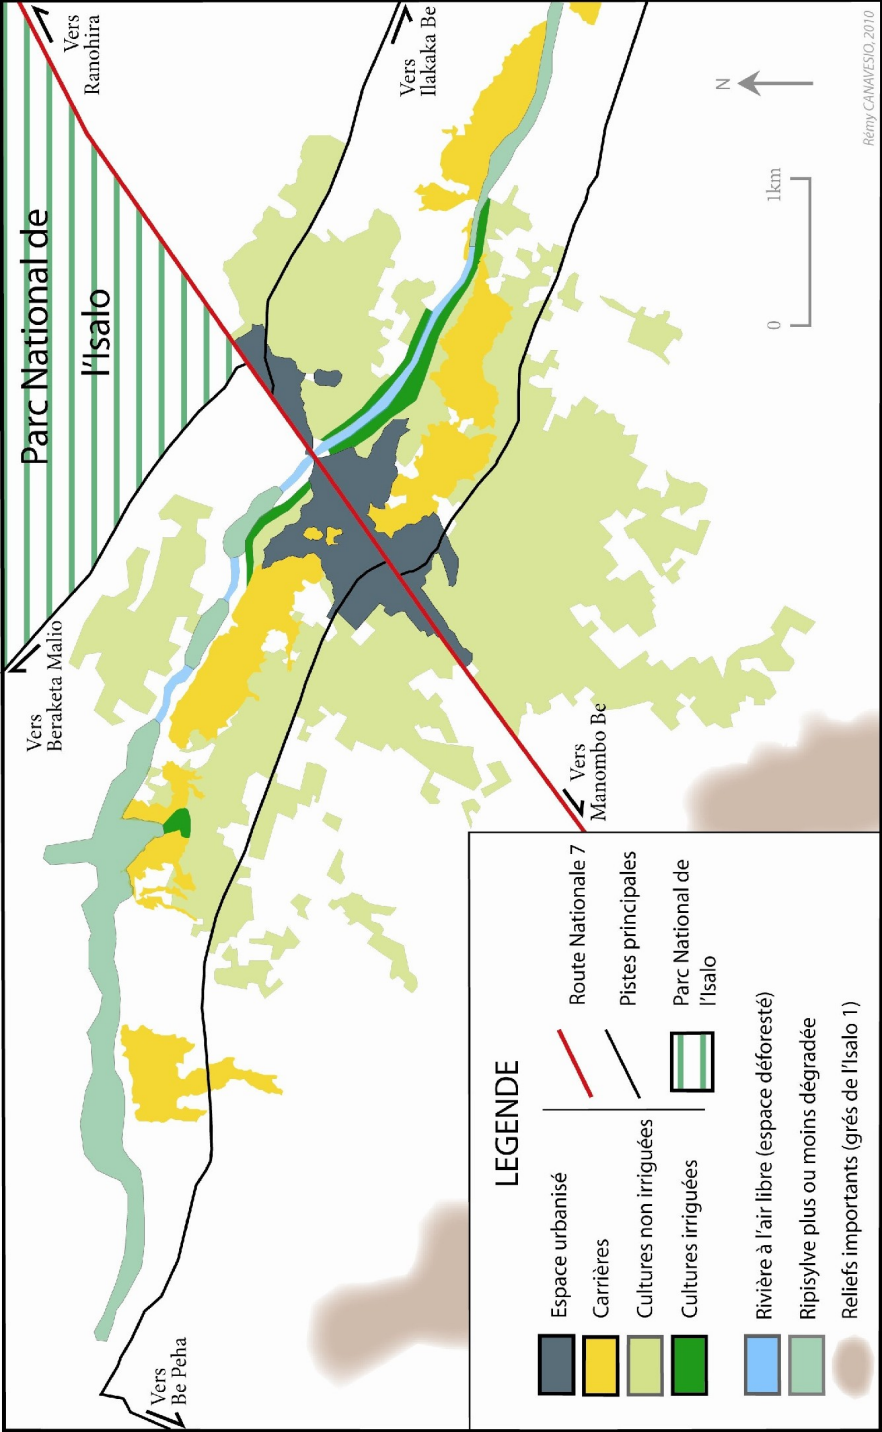 Parc National de
l'Isalo
Vers
Ranohira
Vers
Ilakaka Be
Vers
Beraketa Malio
Vers
Manombo Be
Vers
Be Peha
N
0
1km
Rémy CANAVESIO, 2010
LEGENDE
Espace urbanisé
Carrières
Cultures non irriguées
Cultures irriguées
Route Nationale 7
Pistes principales
Parc National de
l'Isalo
Rivière à l'air libre (espace déforesté)
Ripisylve plus ou moins dégradée
Reliefs importants (grés de l'Isalo 1)